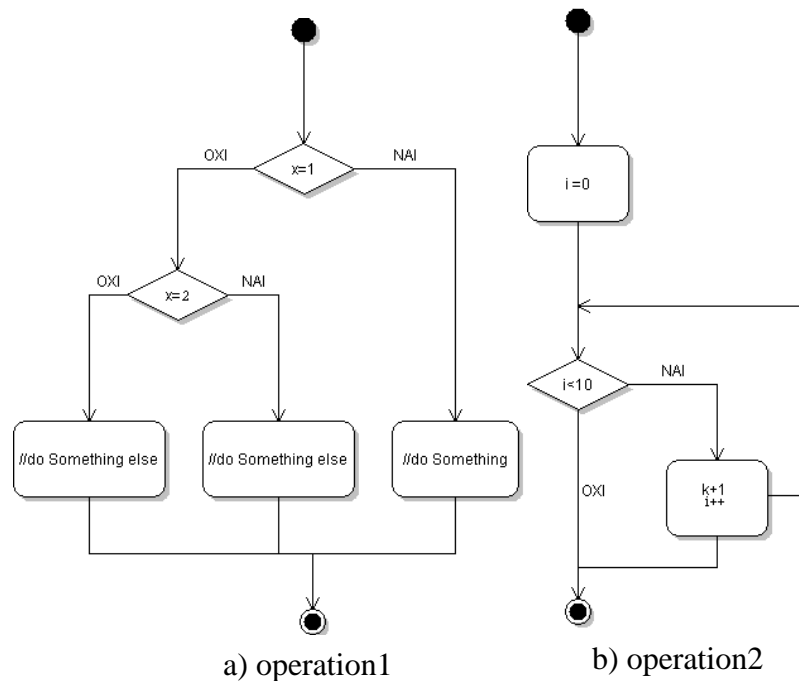 OXI
x=1
NAI
OXI
x=2
NAI
//do Something else
//do Something else
//do Something
a) operation1
i =0
i<10
NAI
OXI
k+1
i++
b) operation2